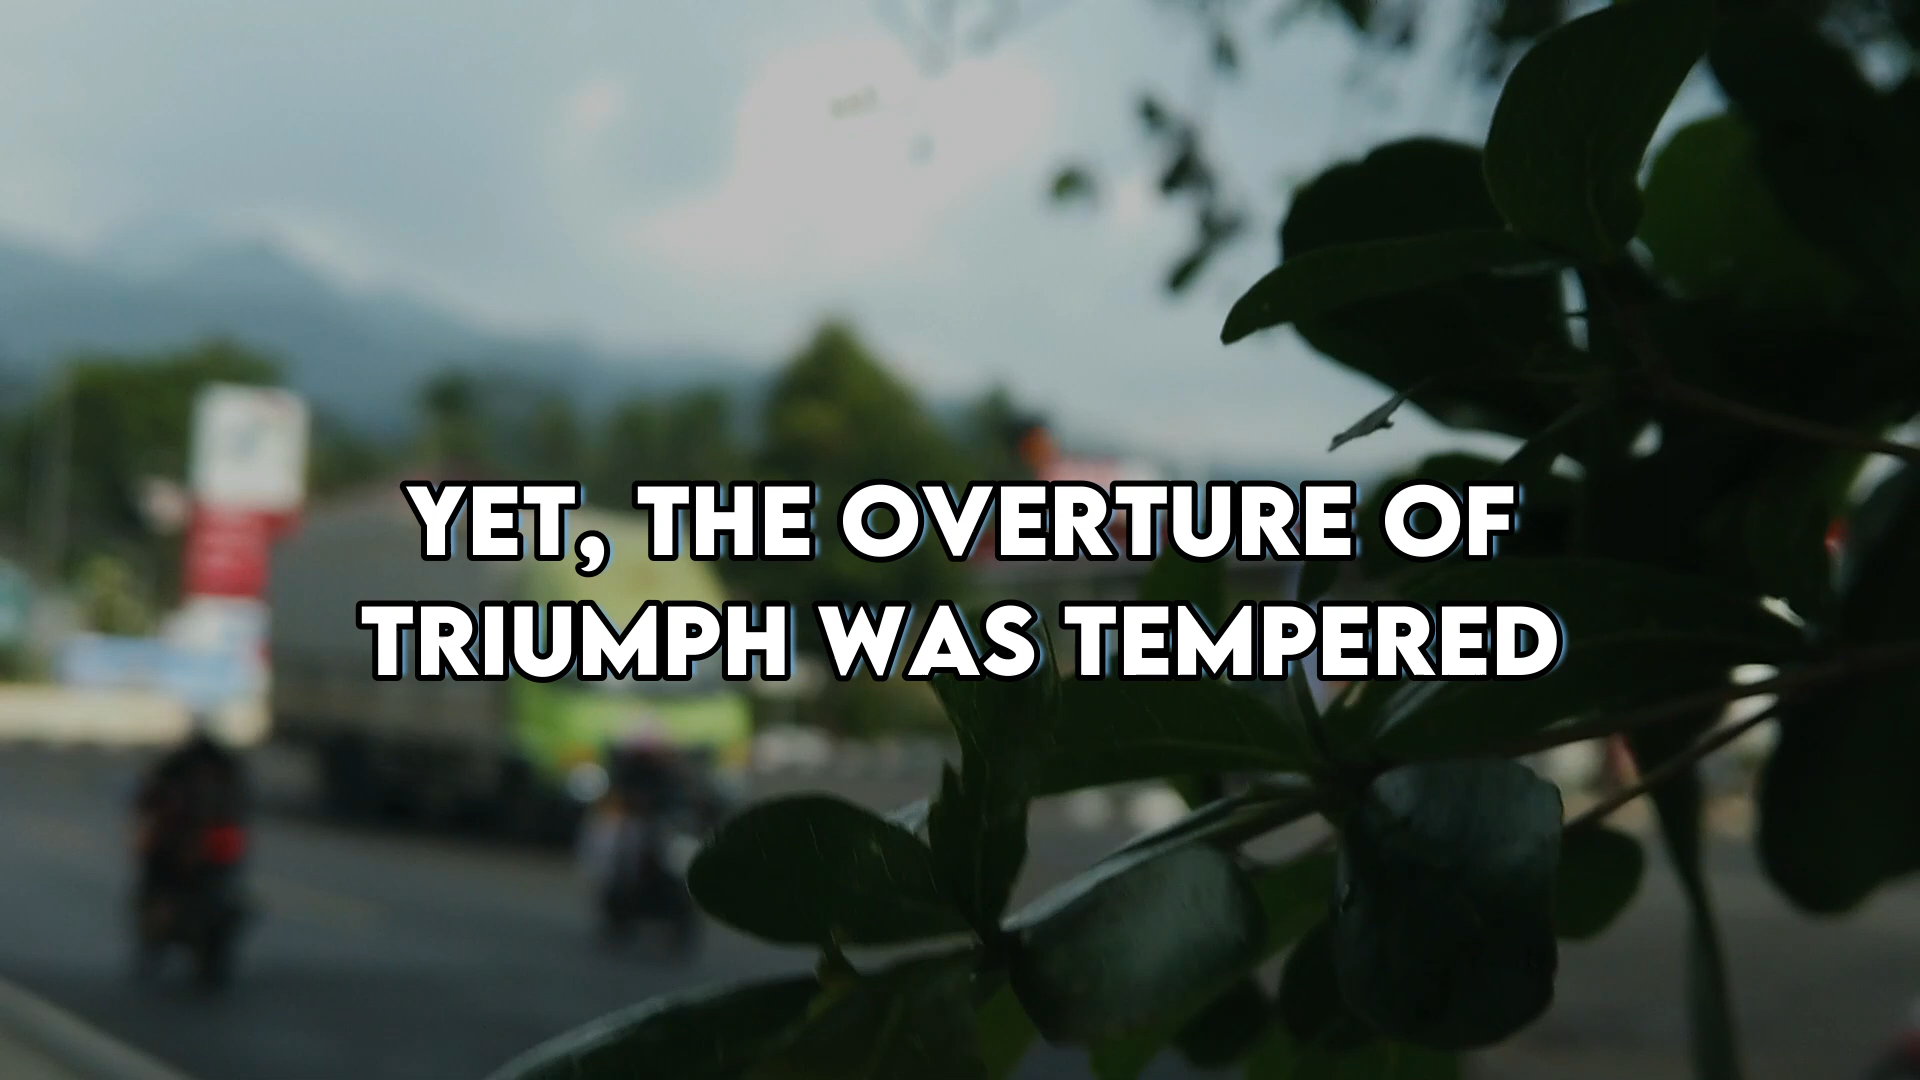 YET, THE OVERTURE OF
TRIUMPH WAS TEMPERED